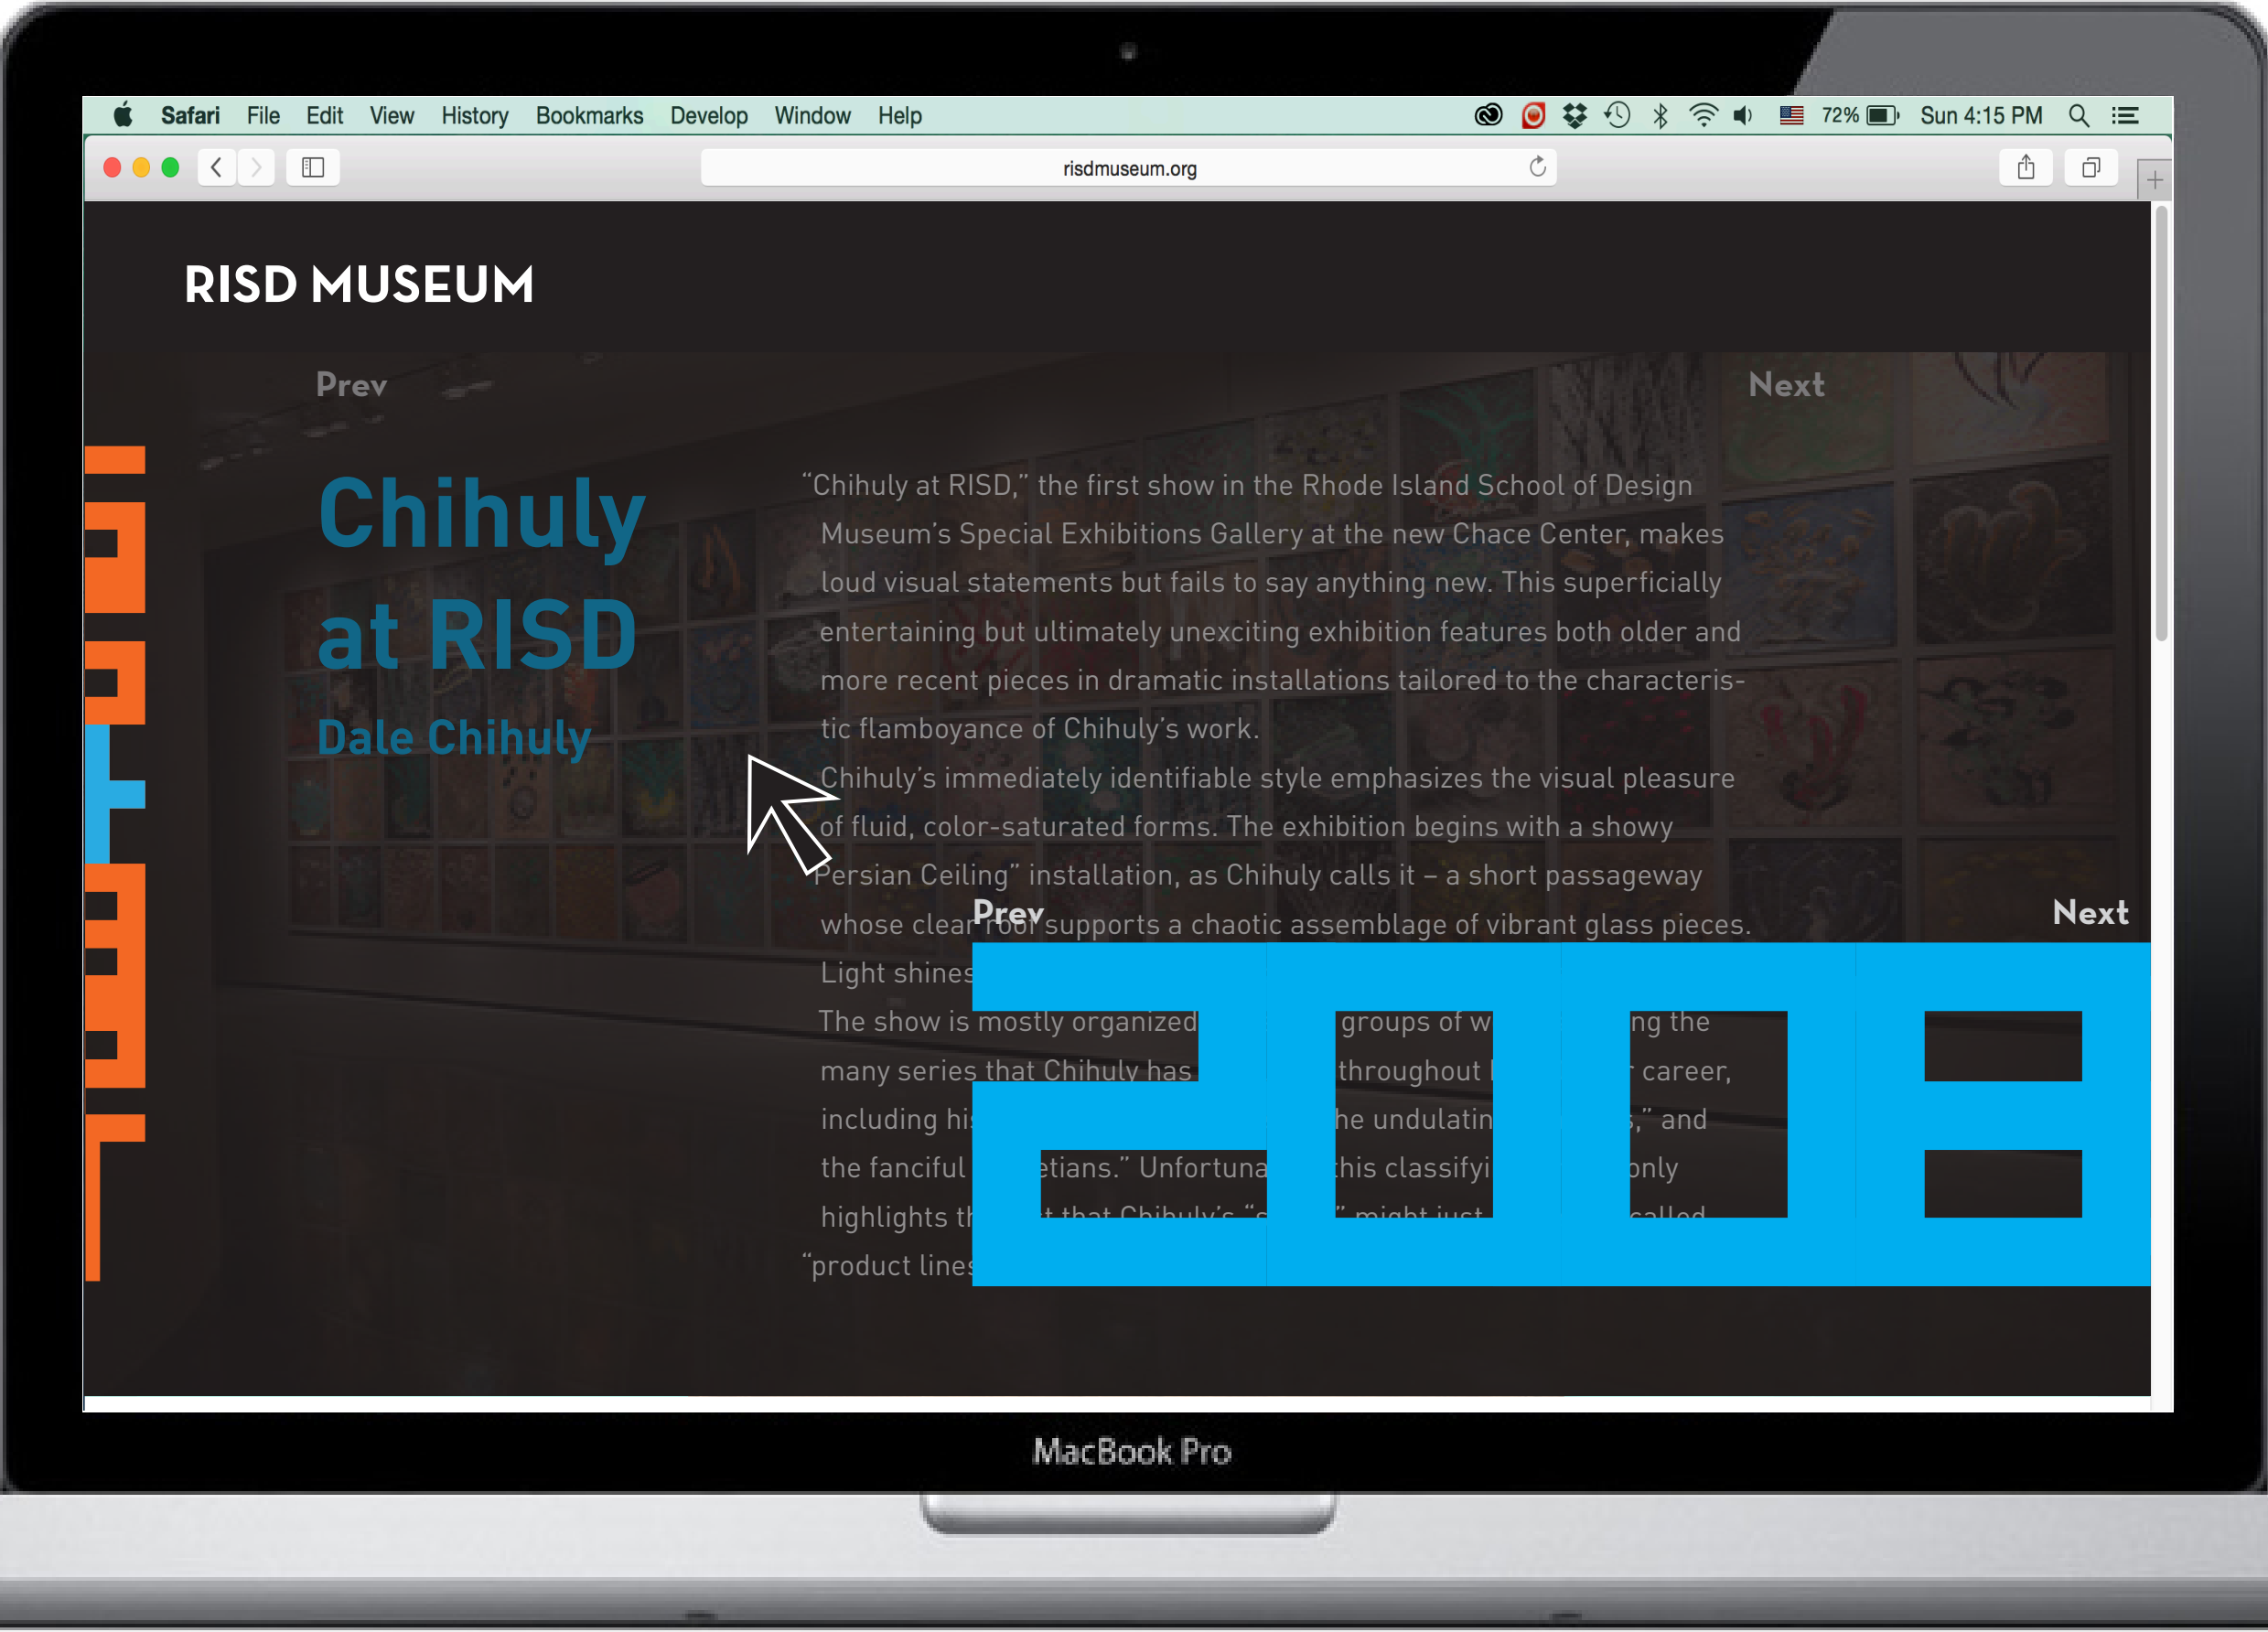 Safari File Edit View History Bookmarks Develop Window Help 72% Sun 4:15 PM
risdmuseum.org
RISD MUSEUM
Prev Next
Chihuly
at RISD
Dale Chihuly
“Chihuly at RISD,” the first show in the Rhode Island School of Design
Museum’s Special Exhibitions Gallery at the new Chace Center, makes
loud visual statements but fails to say anything new. This superficially
entertaining but ultimately unexciting exhibition features both older and
more recent pieces in dramatic installations tailored to the characteris-
tic flamboyance of Chihuly’s work.
Chihuly’s immediately identifiable style emphasizes the visual pleasure
of fluid, color-saturated forms. The exhibition begins with a showy
Persian Ceiling” installation, as Chihuly calls it – a short passageway
whose clear roof supports a chaotic assemblage of vibrant glass pieces.
Light shines
The show is mostly organized groups of the
many series that Chihuly has throughout career,
including and
the fanciful this only
highlights that Chihuly’s might just called
“product lines
Prev Next
2008
MacBook Pro